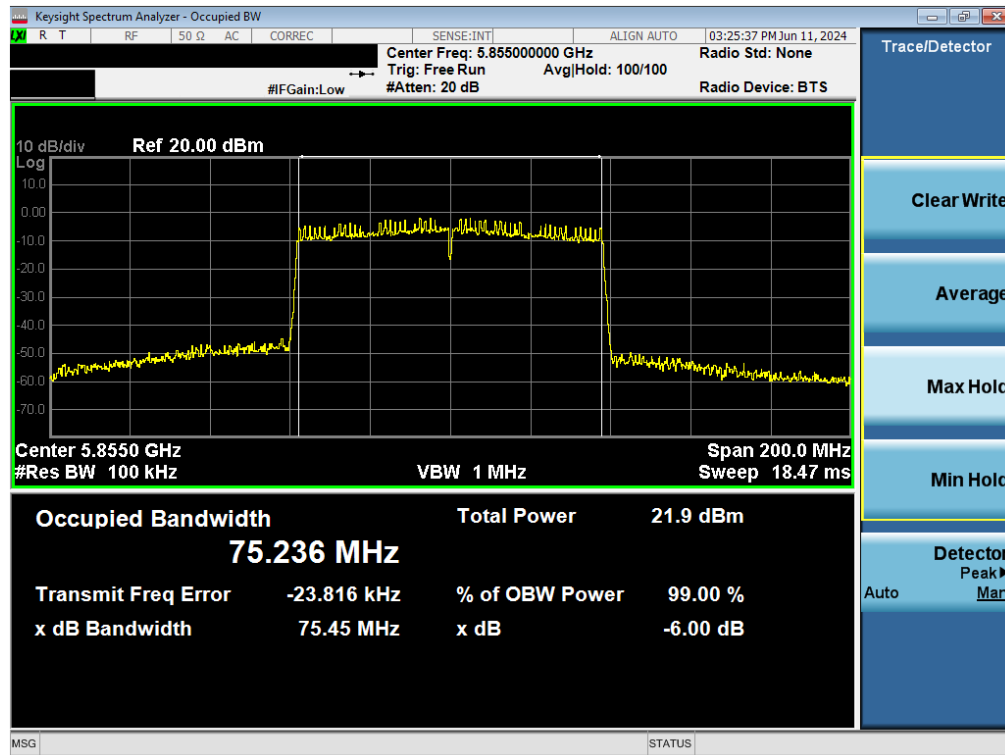 Keysight Spectrum Analyzer - Occupied BW
LXI R T RF 50 Ω AC CORREC SENSE:INT ALIGN AUTO 03:25:37 PM Jun 11, 2024
Center Freq: 5.855000000 GHz Radio Std: None
Trig: Free Run Avg|Hold: 100/100
#IFGain:Low #Atten: 20 dB Radio Device: BTS
Trace/Detector
10 dB/div Ref 20.00 dBm
Log
10.0
0.00
-10.0
-20.0
-30.0
-40.0
-50.0
-60.0
-70.0
Center 5.8550 GHz Span 200.0 MHz
#Res BW 100 kHz VBW 1 MHz Sweep 18.47 ms
Occupied Bandwidth Total Power 21.9 dBm
75.236 MHz
Transmit Freq Error -23.816 kHz % of OBW Power 99.00 %
x dB Bandwidth 75.45 MHz x dB -6.00 dB
Clear Write
Average
Max Hold
Min Hold
Detector
Peak
Auto Man
MSG STATUS